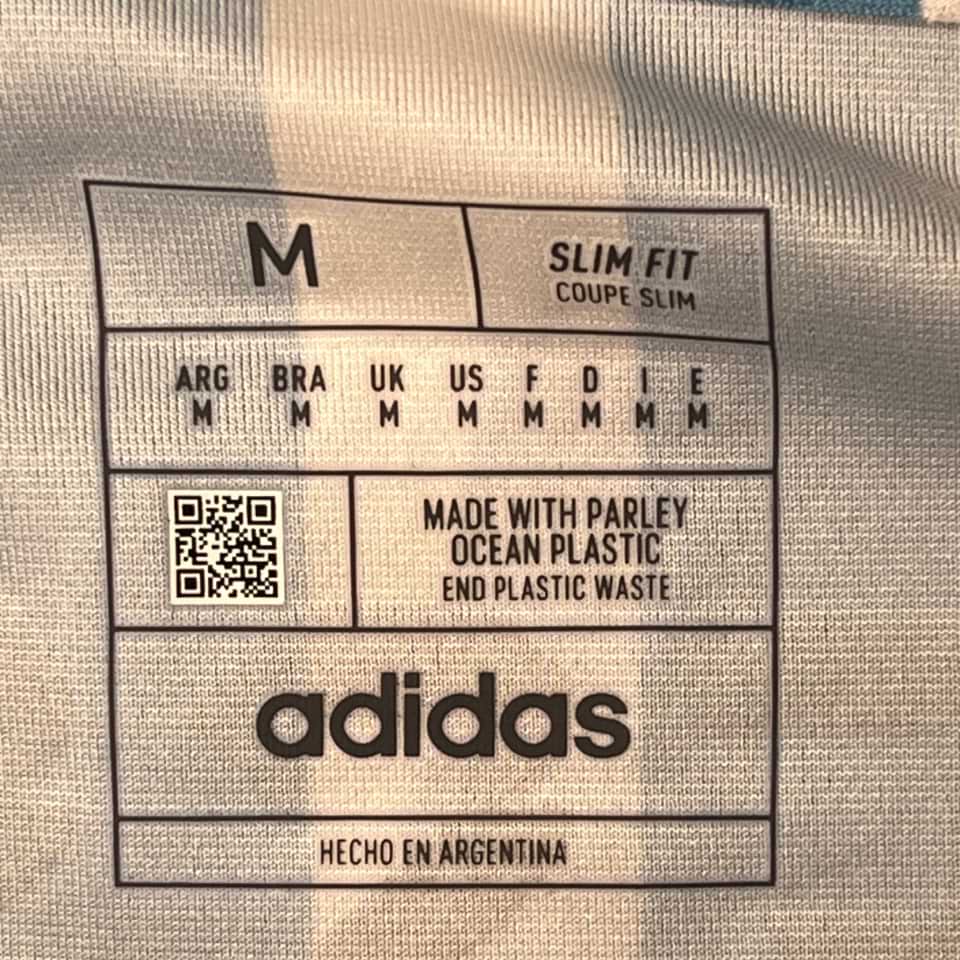 M
SLIM FIT
COUPE SLIM
ARG BRA UK US F D I E
M M M M M M M M
MADE WITH PARLEY
OCEAN PLASTIC
END PLASTIC WASTE
adidas
HECHO EN ARGENTINA